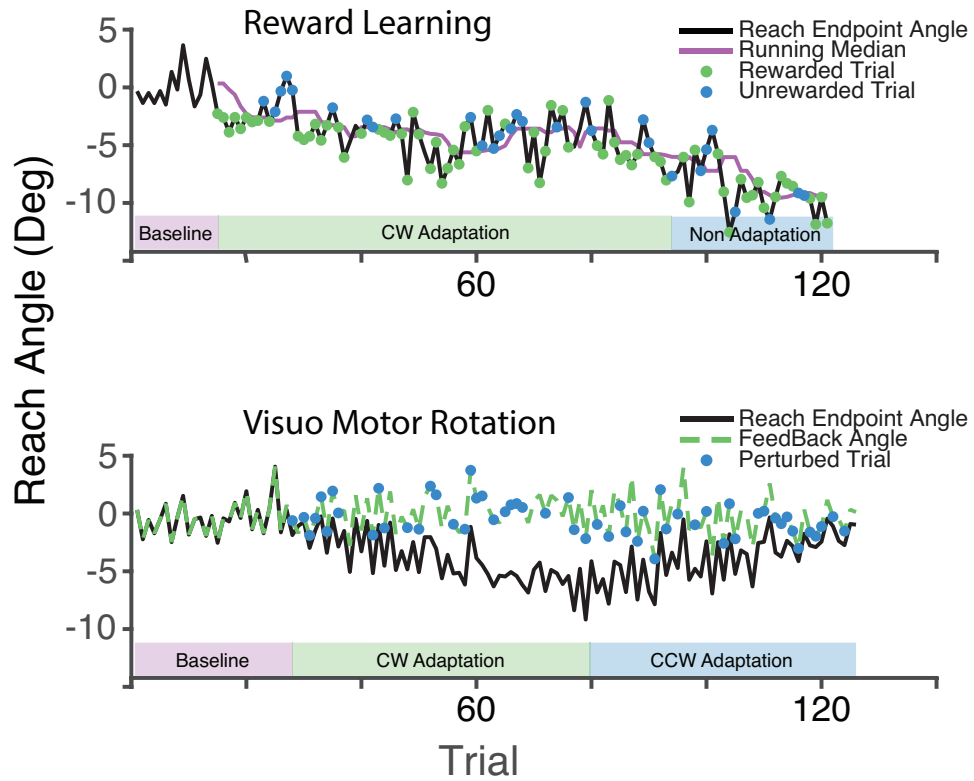 Reward Learning
Reach Endpoint Angle
Running Median
Rewarded Trial
Unrewarded Trial
5
0
-5
-10
Baseline
CW Adaptation
Non Adaptation
60
120
Reach Angle (Deg)
Visuo Motor Rotation
Reach Endpoint Angle
FeedBack Angle
Perturbed Trial
5
0
-5
-10
Baseline
CW Adaptation
CCW Adaptation
60
120
Trial